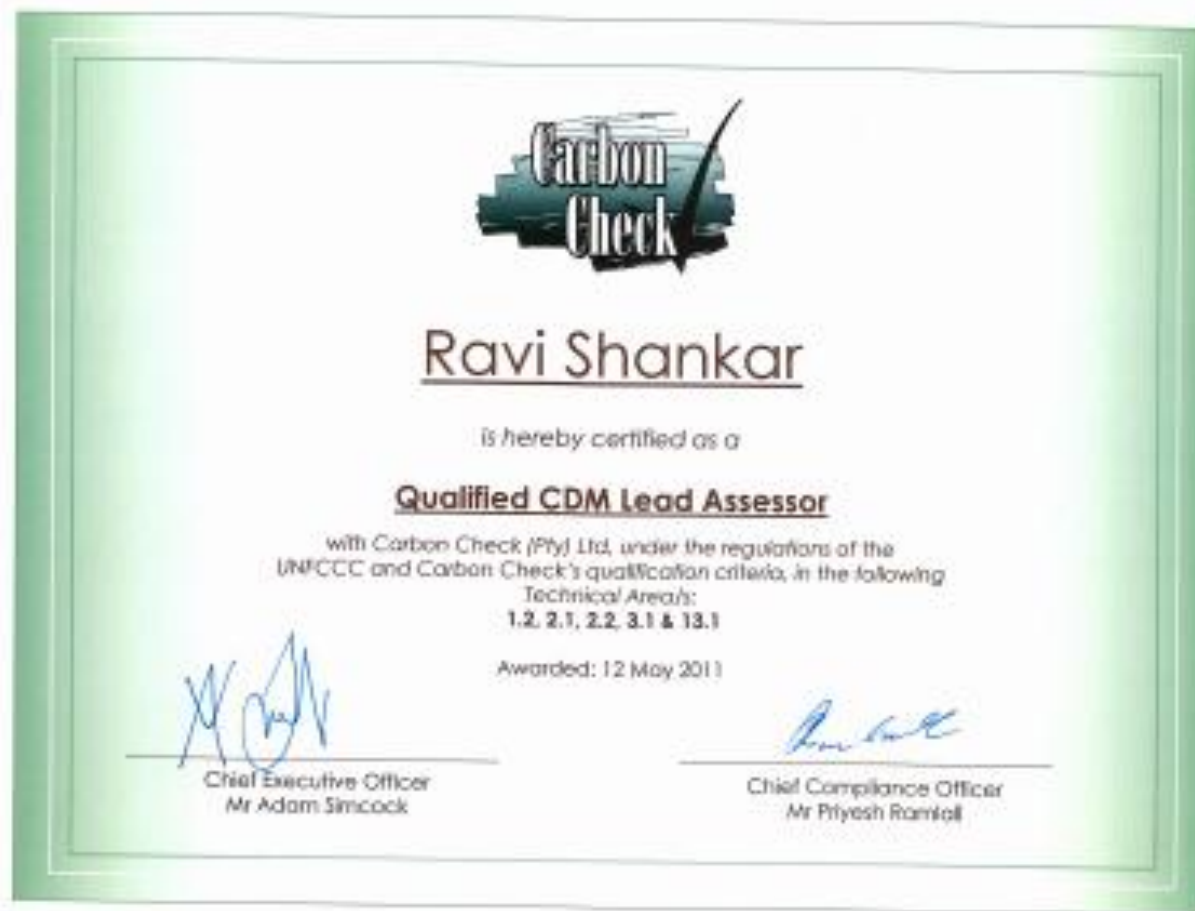 Carbon
Check
Ravi Shankar
is hereby certified as a
Qualified CDM Lead Assessor
with Carbon Check (Pty) Ltd, under the regulations of the
UNFCCC and Carbon Check's qualification criteria, in the following
Technical Area/s:
1.2, 2.1, 2.2, 3.1 & 13.1
Awarded: 12 May 2011
Chief Executive Officer
Mr Adam Simcock
Chief Compliance Officer
Mr Priyesh Ramlall